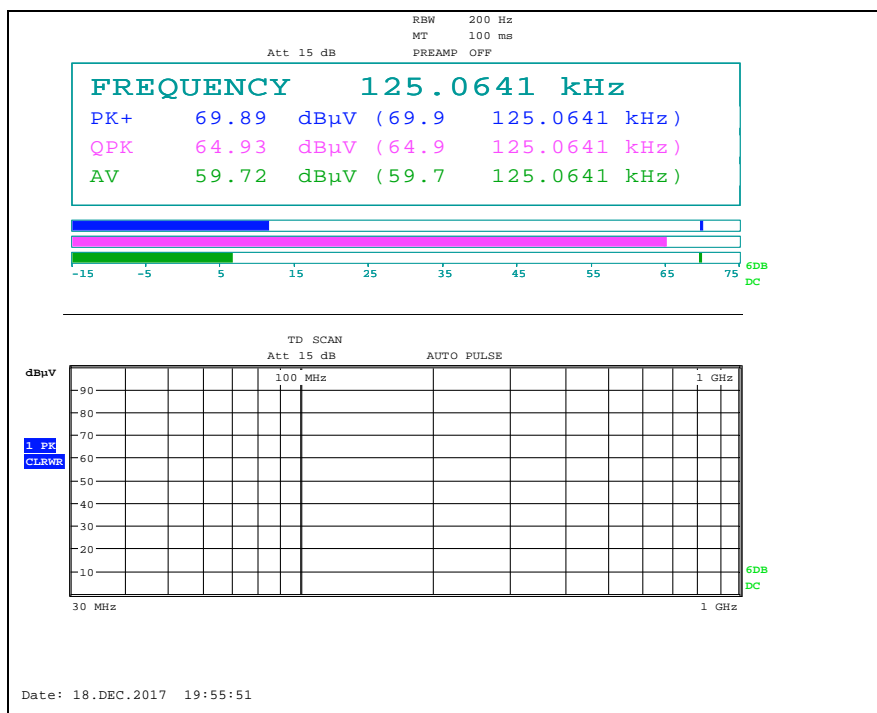 RBW 200 Hz
MT 100 ms
Att 15 dB PREAMP OFF
FREQUENCY 125.0641 kHz
PK+ 69.89 dBµV (69.9 125.0641 kHz)
QPK 64.93 dBµV (64.9 125.0641 kHz)
AV 59.72 dBµV (59.7 125.0641 kHz)
-15 -5 5 15 25 35 45 55 65 75
6DB
DC
TD SCAN
Att 15 dB AUTO PULSE
dBµV
100 MHz 1 GHz
90
80
70
1 PK
CLRWR
60
50
40
30
20
10
6DB
DC
30 MHz 1 GHz
Date: 18.DEC.2017 19:55:51